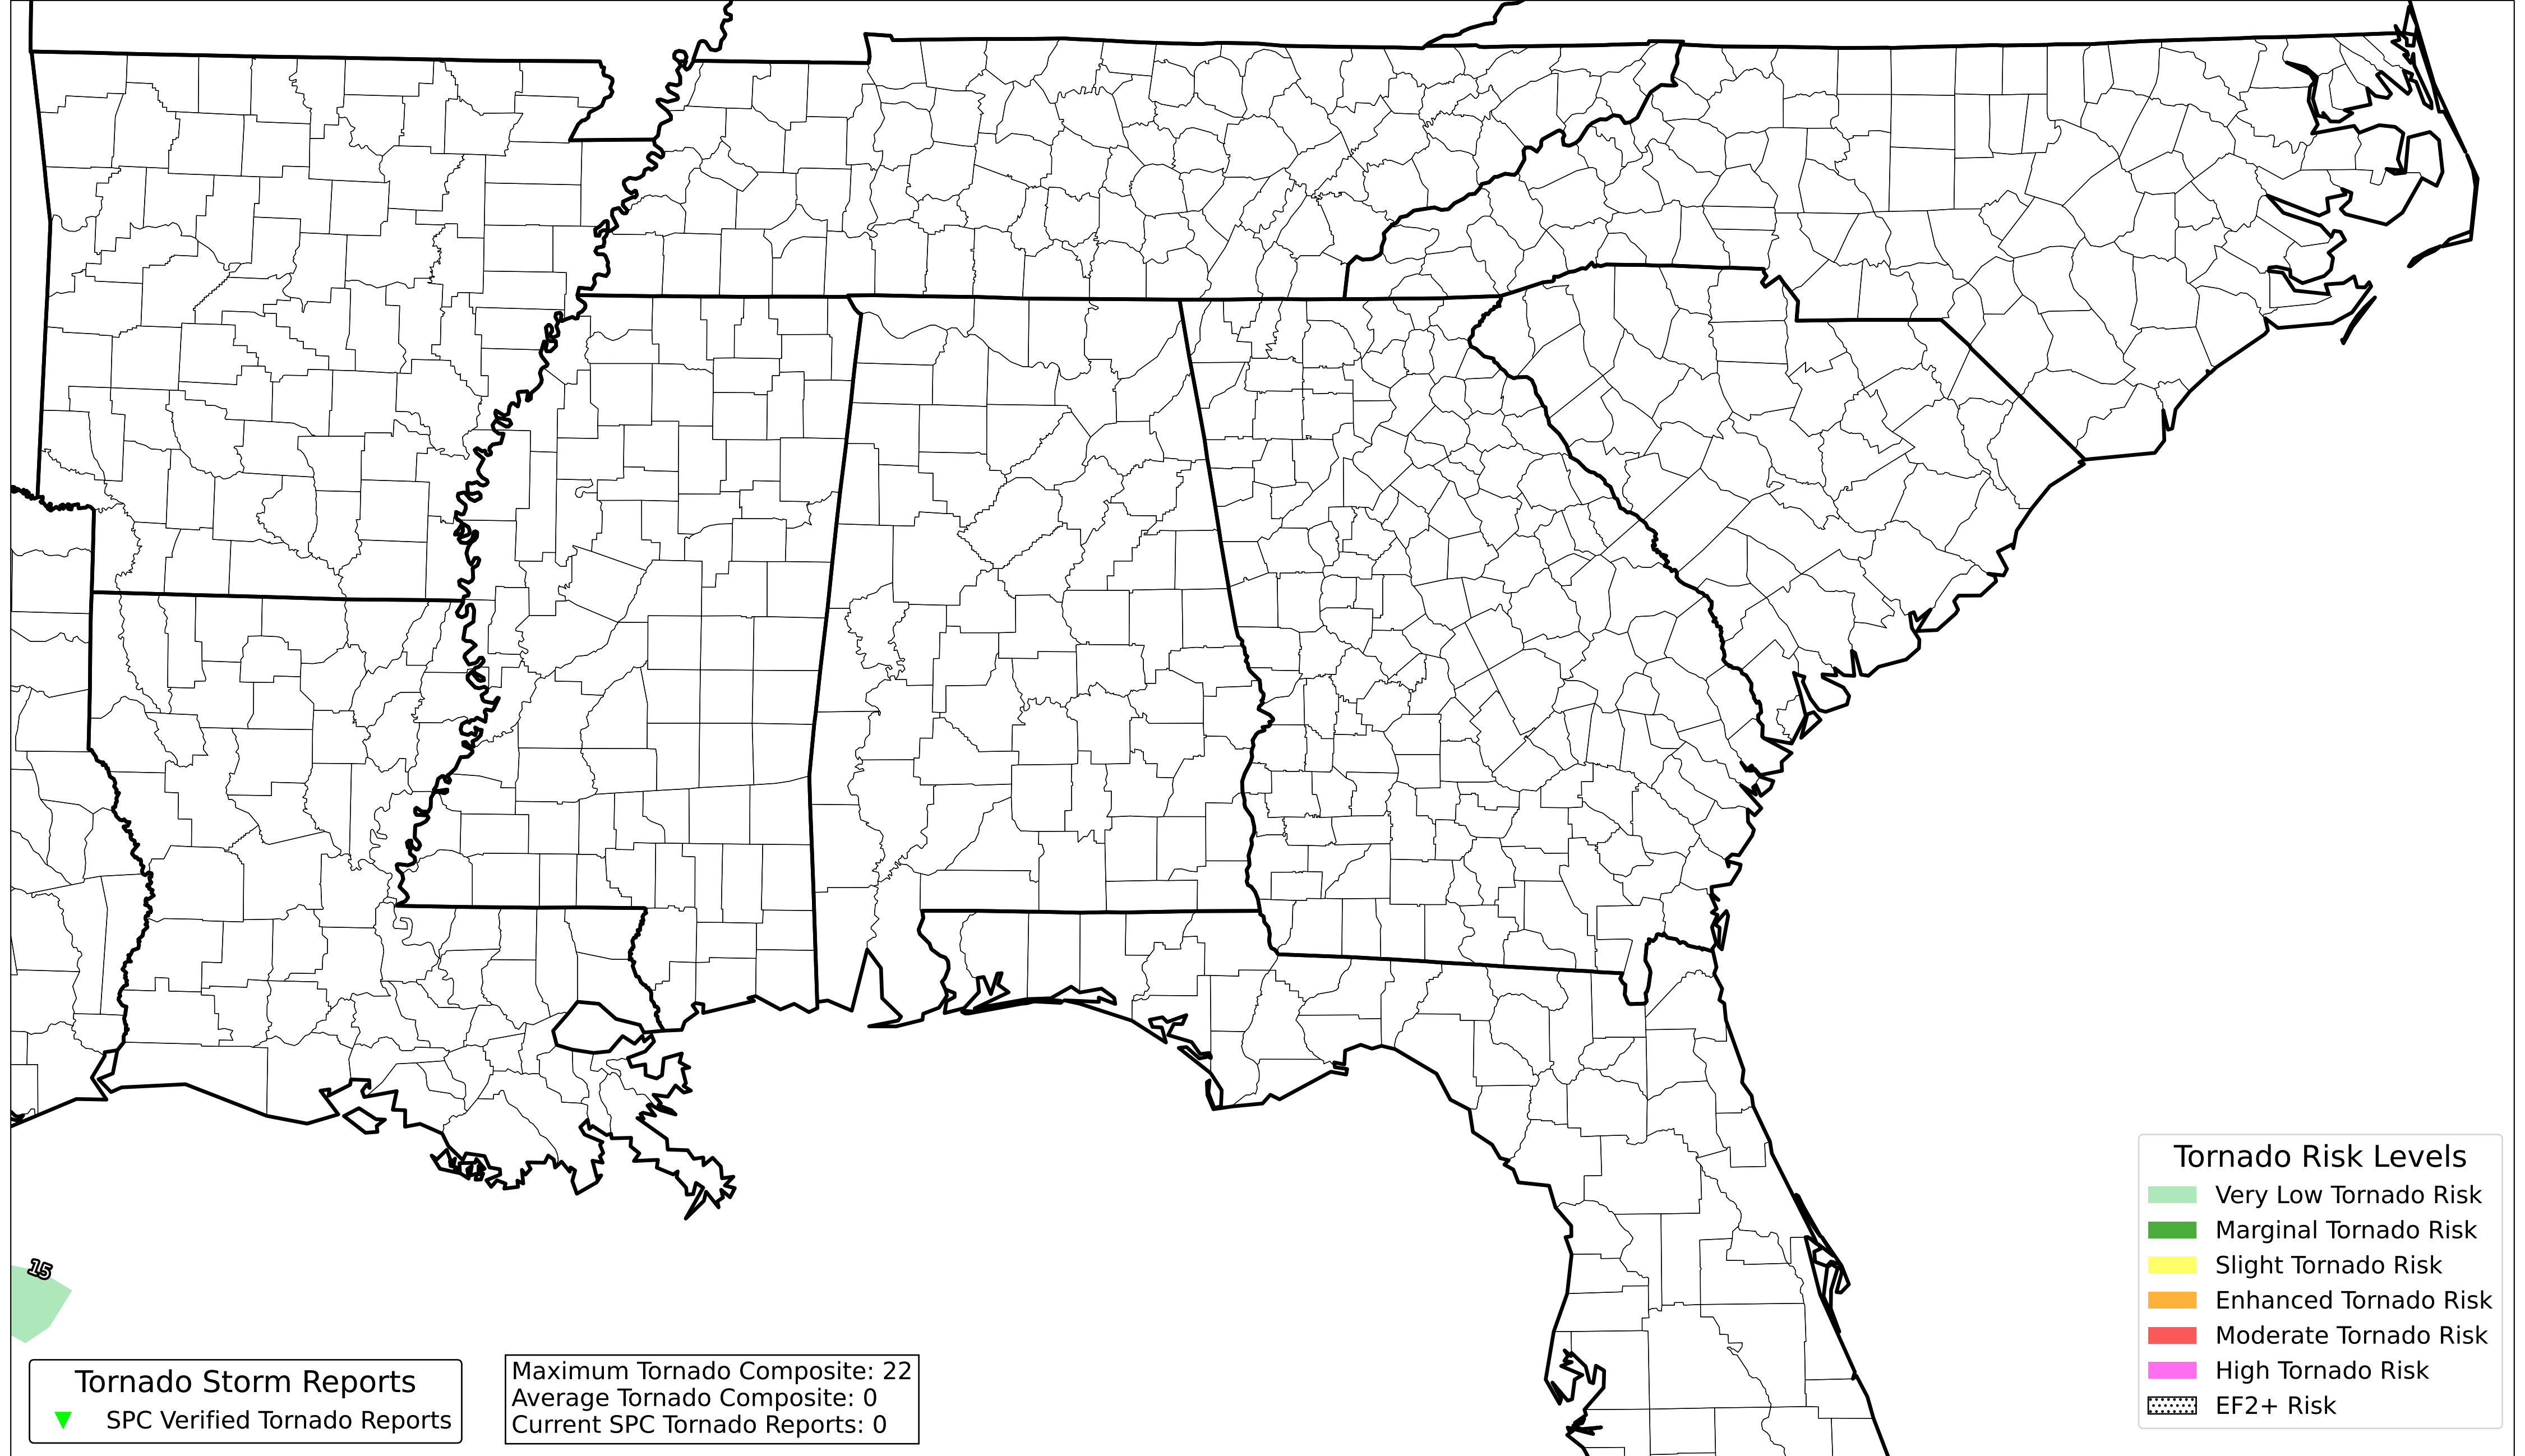 15
Tornado Storm Reports
SPC Verified Tornado Reports
Maximum Tornado Composite: 22
Average Tornado Composite: 0
Current SPC Tornado Reports: 0
Tornado Risk Levels
Very Low Tornado Risk
Marginal Tornado Risk
Slight Tornado Risk
Enhanced Tornado Risk
Moderate Tornado Risk
High Tornado Risk
EF2+ Risk